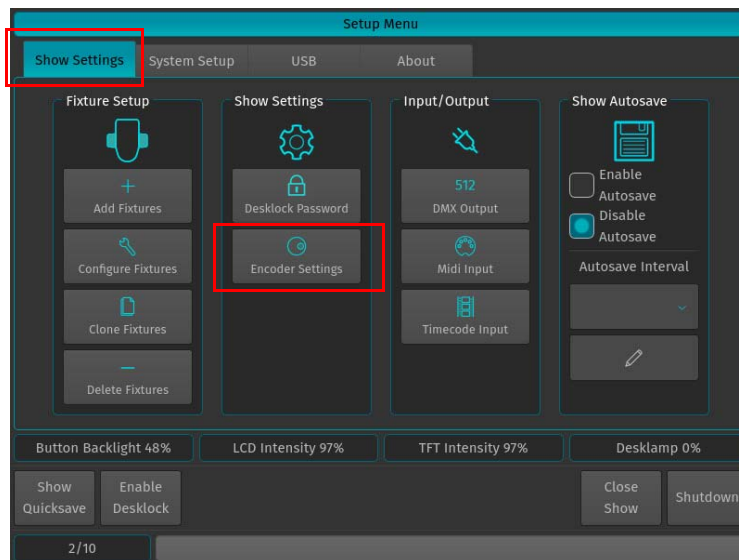 Setup Menu
Show Settings
System Setup
USB
About
Fixture Setup
Add Fixtures
Configure Fixtures
Clone Fixtures
Delete Fixtures
Show Settings
Desklock Password
Encoder Settings
Input/Output
512
DMX Output
Midi Input
Timecode Input
Show Autosave
Enable
Autosave
Disable
Autosave
Autosave Interval
Button Backlight 48%
LCD Intensity 97%
TFT Intensity 97%
Desklamp 0%
Show
Quicksave
Enable
Desklock
Close
Show
Shutdown
2/10